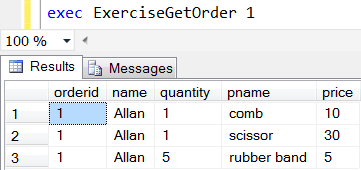 exec ExerciseGetOrder 1
100 %
Results Messages
orderid name quantity pname price
1 1 Allan 1 comb 10
2 1 Allan 1 scissor 30
3 1 Allan 5 rubber band 5